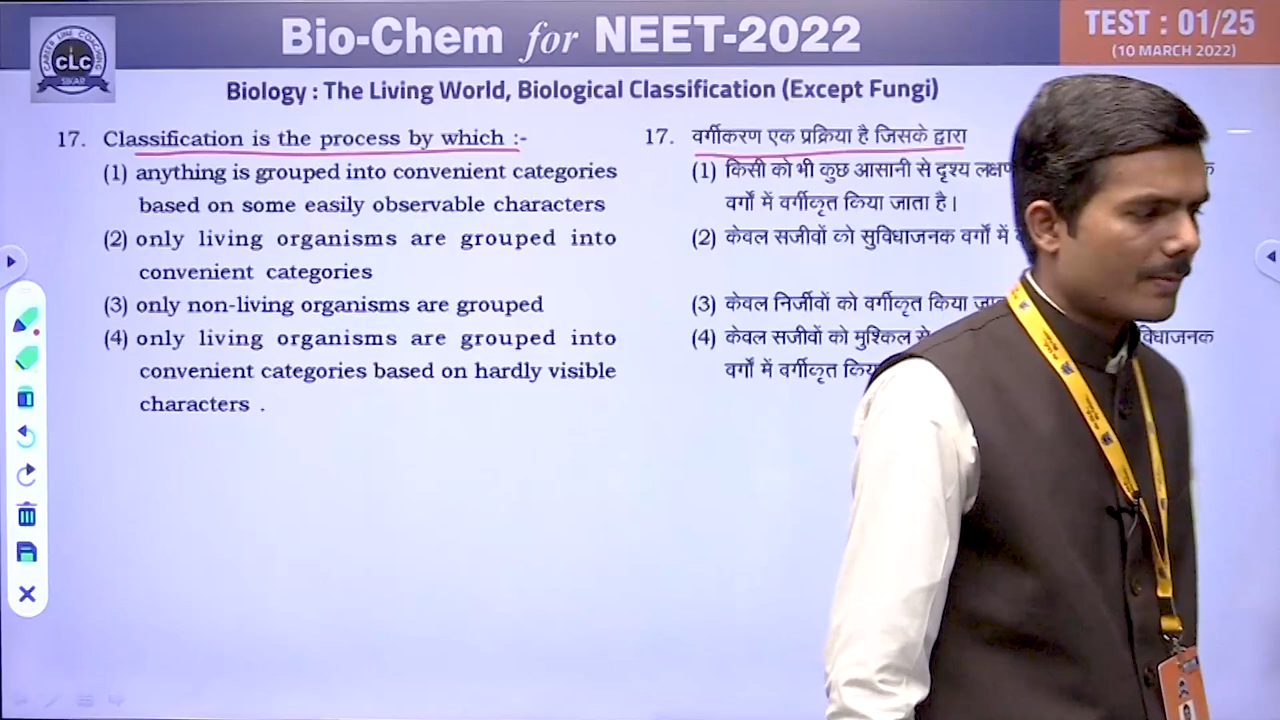 Bio-Chem for NEET-2022
TEST : 01/25
(10 MARCH 2022)
CAREER LINE COACHING
CLC
SIKAR
Biology : The Living World, Biological Classification (Except Fungi)
17. Classification is the process by which :-
(1) anything is grouped into convenient categories
based on some easily observable characters
(2) only living organisms are grouped into
convenient categories
(3) only non-living organisms are grouped
(4) only living organisms are grouped into
convenient categories based on hardly visible
characters .
17. वर्गीकरण एक प्रक्रिया है जिसके द्वारा
(1) किसी को भी कुछ आसानी से दृश्य
वर्गों में वर्गीकृत किया जाता है।
(2) केवल सजीवों को सुविधाजनक वर्गों में
(3) केवल निर्जीवों को वर्गीकृत किया
(4) केवल सजीवों को मुश्किल
वर्गों में वर्गीकृत